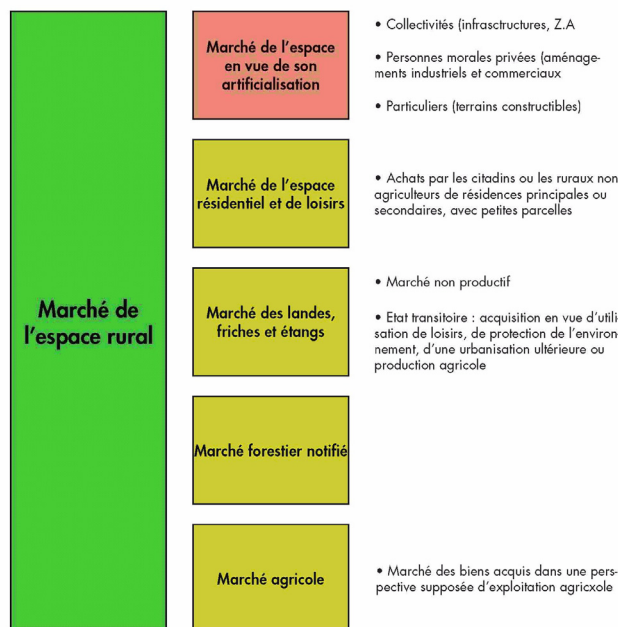 Marché de
l'espace rural
Marché de l'espace
en vue de son
artificialisation
• Collectivités (infrasctructures, Z.A
• Personnes morales privées (aménage-
ments industriels et commerciaux
• Particuliers (terrains constructibles)
Marché de l'espace
résidentiel et de loisirs
• Achats par les citadins ou les ruraux non
agriculteurs de résidences principales ou
secondaires, avec petites parcelles
Marché des landes,
friches et étangs
• Marché non productif
• Etat transitoire : acquisition en vue d'utili-
sation de loisirs, de protection de l'environ-
nement, d'une urbanisation ultérieure ou
production agricole
Marché forestier notifié
Marché agricole
• Marché des biens acquis dans une pers-
pective supposée d'exploitation agricxole